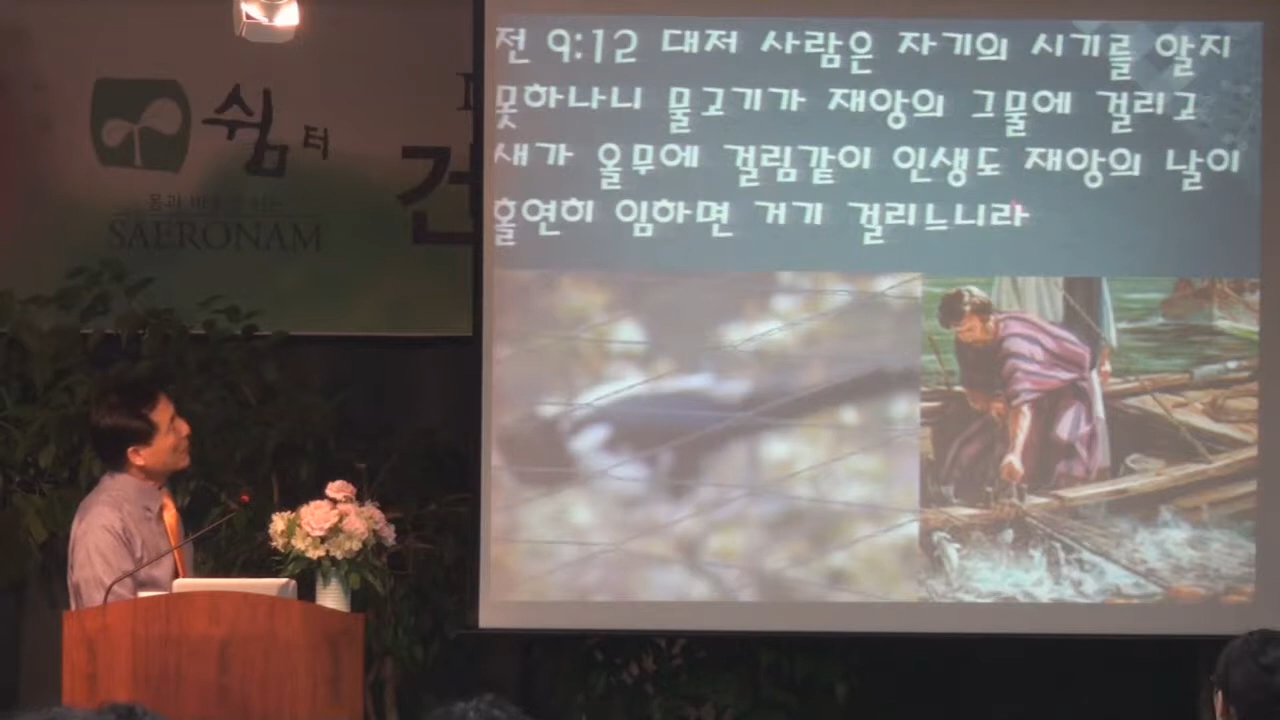 전 9:12 대저 사람은 자기의 시기를 알지
못하나니 물고기가 재앙의 그물에 걸리고
새가 올무에 걸림같이 인생도 재앙의 날이
홀연히 임하면 거기 걸리느니라
쉼터
SAERONAM
건